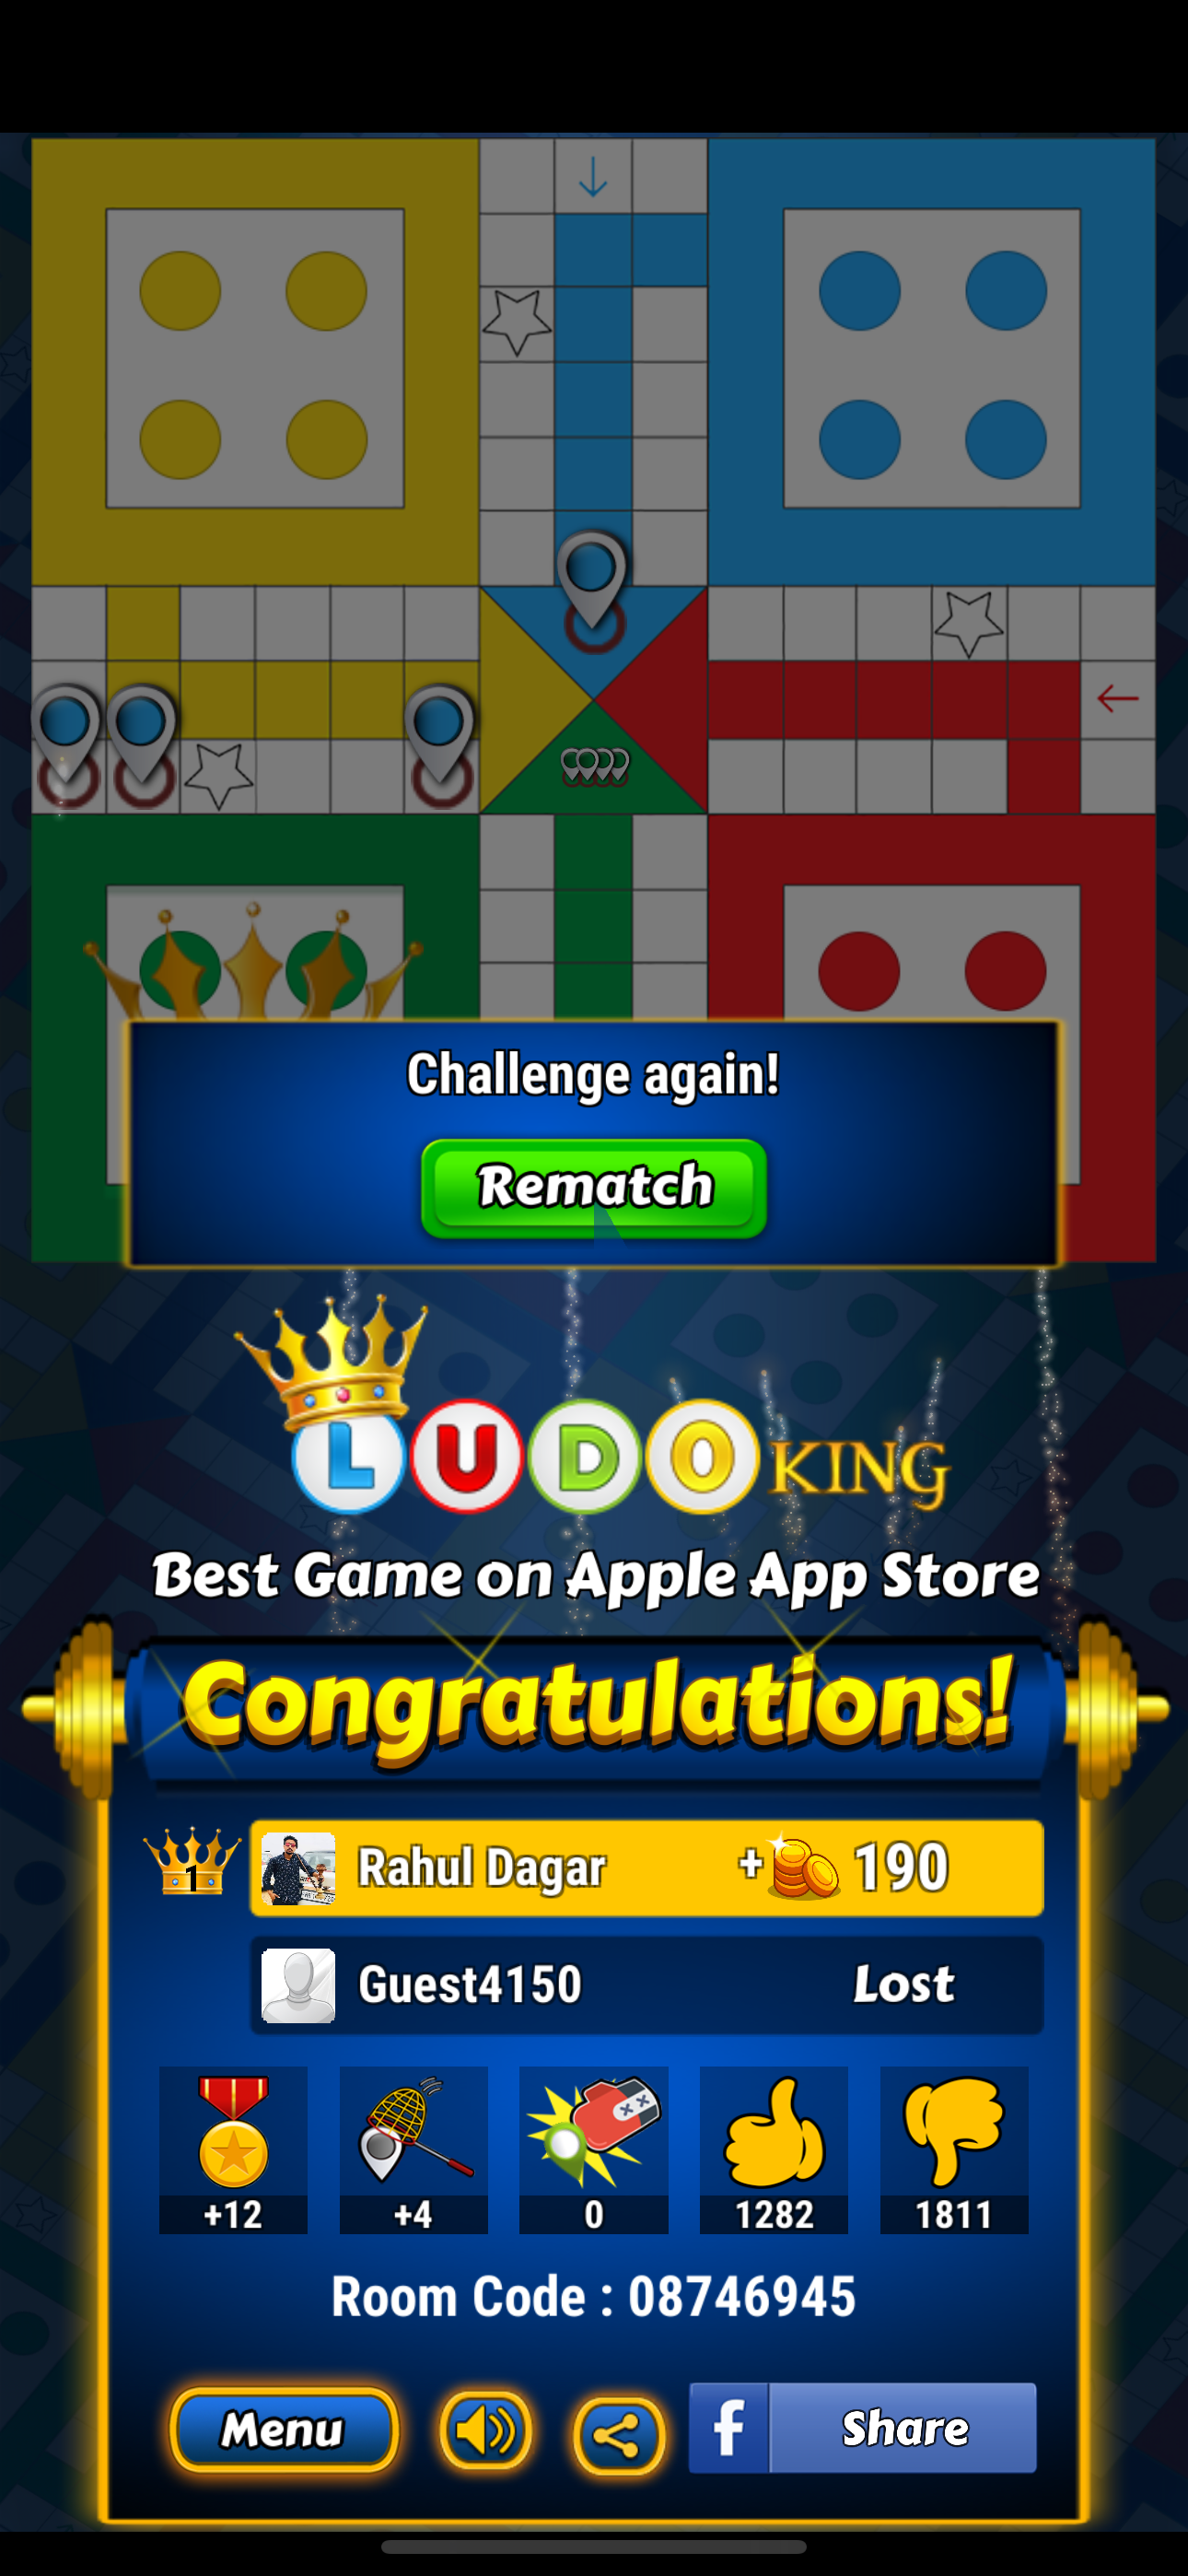 Challenge again!
Rematch
LUDO KING
Best Game on Apple App Store
Congratulations!
1 Rahul Dagar + 190
Guest4150 Lost
+12 +4 0 1282 1811
Room Code : 08746945
Menu f Share